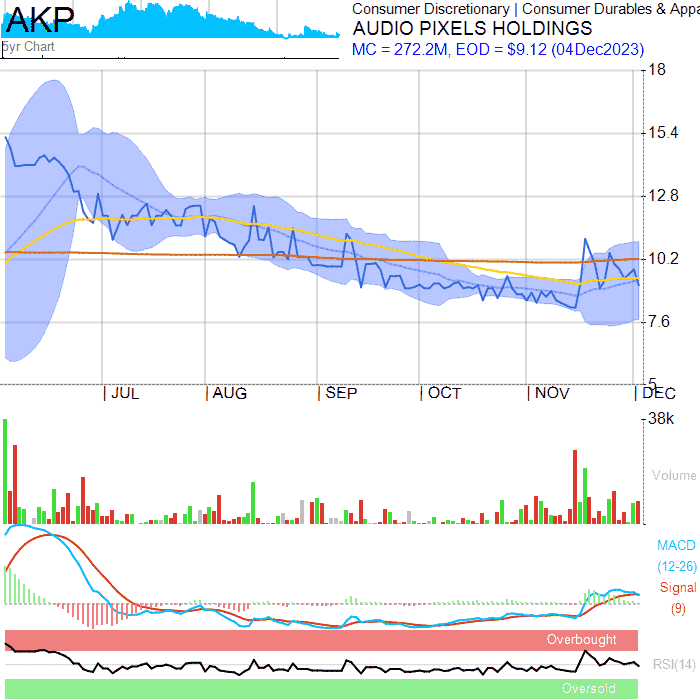 AKP
5yr Chart
Consumer Discretionary | Consumer Durables & Appa
AUDIO PIXELS HOLDINGS
MC = 272.2M, EOD = $9.12 (04Dec2023)
18
15.4
12.8
10.2
7.6
5
JUL AUG SEP OCT NOV DEC
38k
Volume
MACD
(12-26)
Signal
(9)
Overbought
RSI(14)
Oversold